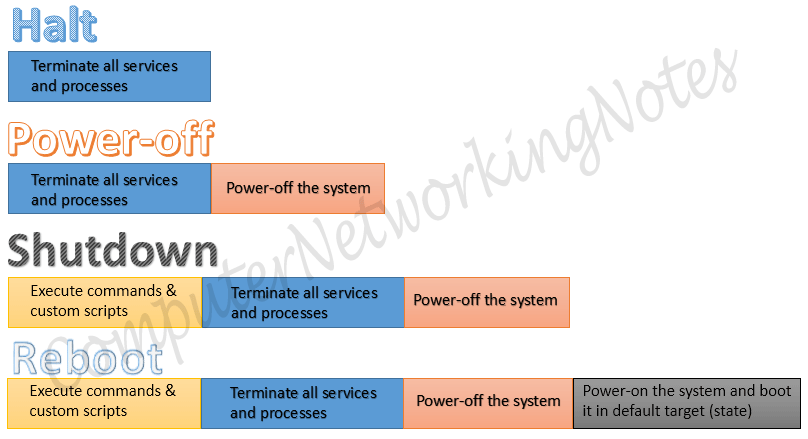 Halt
Terminate all services
and processes
Power-off
Terminate all services
and processes
Power-off the system
Shutdown
Execute commands &
custom scripts
Terminate all services
and processes
Power-off the system
Reboot
Execute commands &
custom scripts
Terminate all services
and processes
Power-off the system
Power-on the system and boot
it in default target (state)
ComputerNetworkingNotes